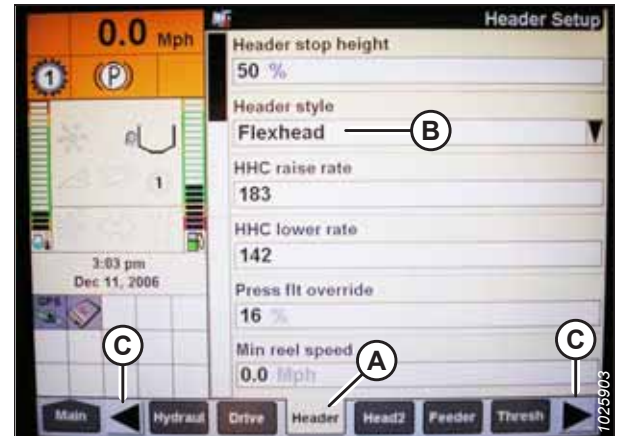 0.0 Mph
1
(P)
1
3:03 pm
Dec 11, 2006
GPS
Header Setup
Header stop height
50 %
Header style
Flexhead
B
HHC raise rate
183
HHC lower rate
142
Press flt override
16 %
Min reel speed
0.0 Mph
A
C
C
Main
Hydraul
Drive
Header
Head2
Feeder
Thresh
1025903